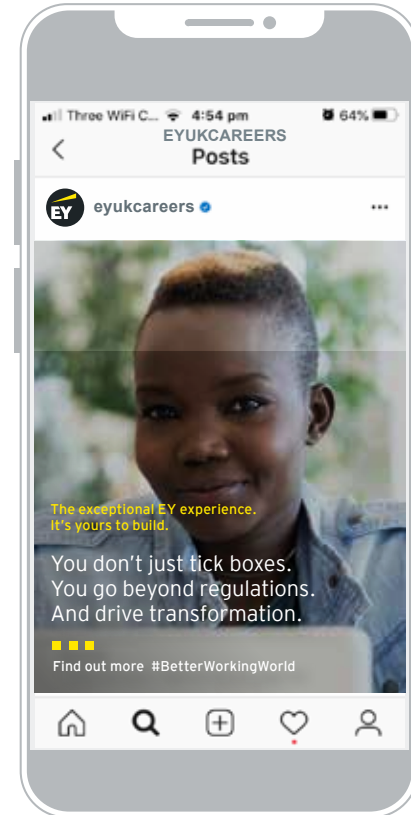 Three WiFi C... 4:54 pm 64%
EYUKCAREERS
Posts
EY eyukcareers
The exceptional EY experience.
It's yours to build.
You don't just tick boxes.
You go beyond regulations.
And drive transformation.
Find out more #BetterWorkingWorld